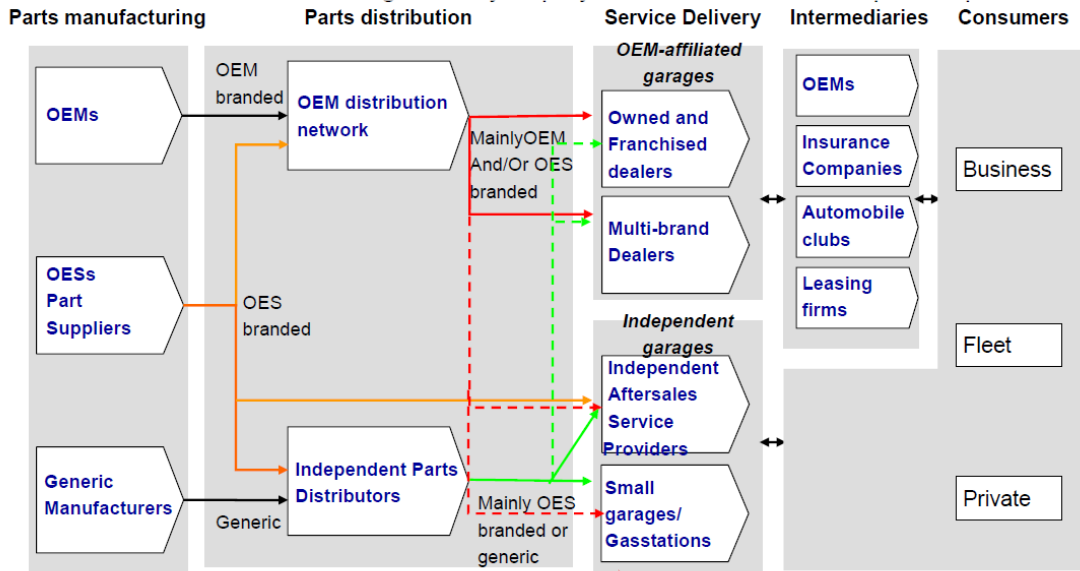 Parts manufacturing
Parts distribution
Service Delivery
Intermediaries
Consumers
OEMs
OEM
branded
OEM distribution
network
OEM-affiliated
garages
Owned and
Franchised
dealers
MainlyOEM
And/Or OES
branded
Multi-brand
Dealers
OEMs
Insurance
Companies
Automobile
clubs
Leasing
firms
Business
OESs
Part
Suppliers
OES
branded
Independent
garages
Independent
Aftersales
Service
Providers
Fleet
Generic
Manufacturers
Generic
Independent Parts
Distributors
Mainly OES
branded or
generic
Small
garages/
Gasstations
Private